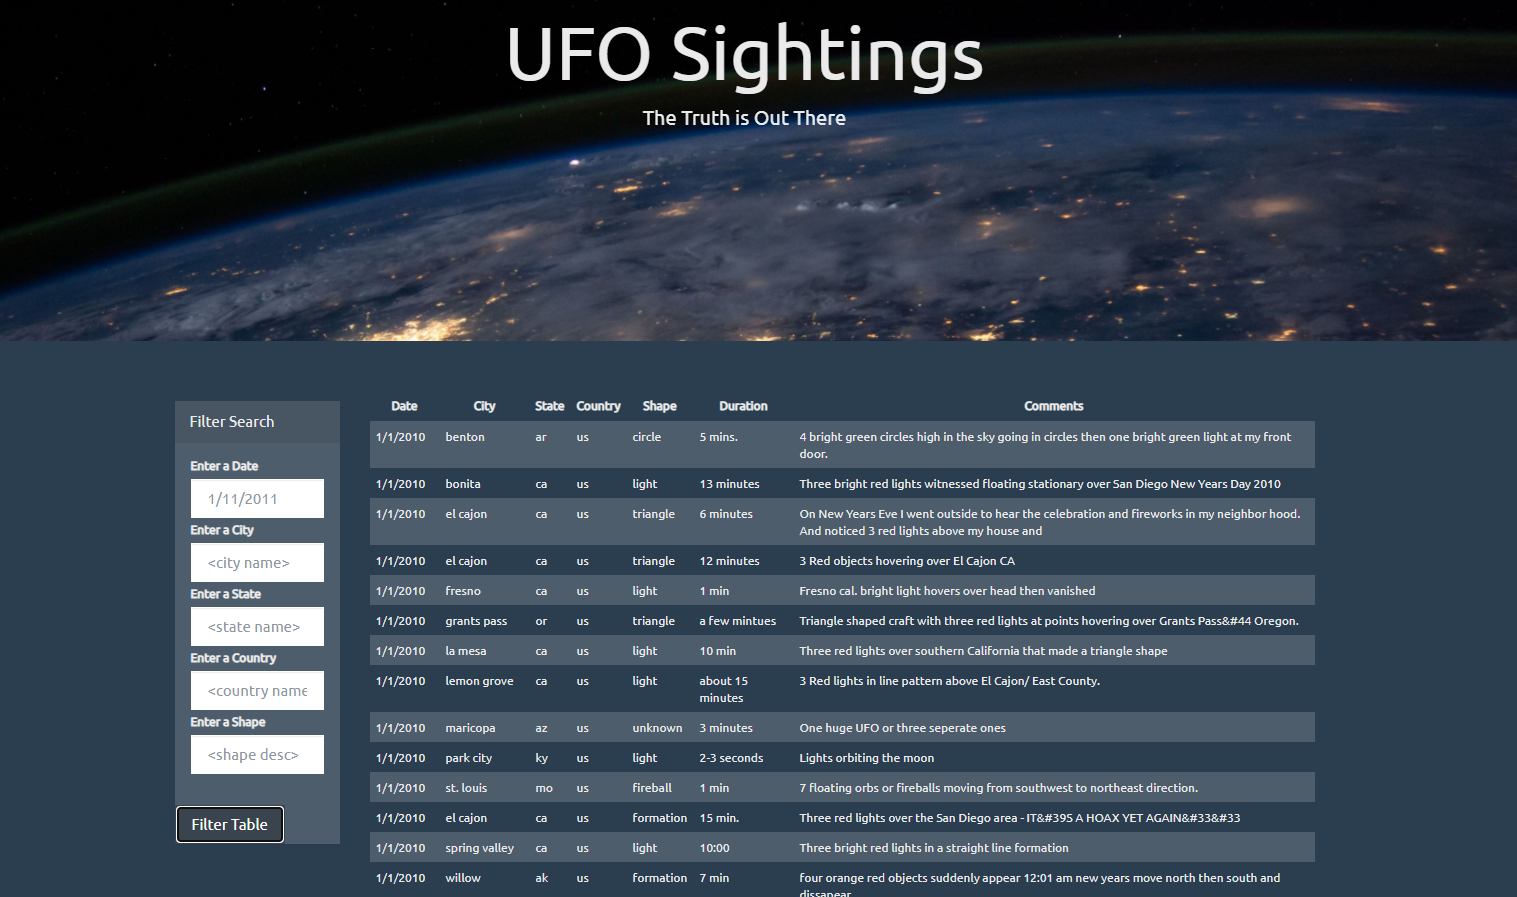 UFO Sightings
The Truth is Out There
Filter Search
Enter a Date
1/11/2011
Enter a City
<city name>
Enter a State
<state name>
Enter a Country
<country name
Enter a Shape
<shape desc>
Filter Table
Date City State Country Shape Duration Comments
1/1/2010 benton ar us circle 5 mins. 4 bright green circles high in the sky going in circles then one bright green light at my front
door.
1/1/2010 bonita ca us light 13 minutes Three bright red lights witnessed floating stationary over San Diego New Years Day 2010
1/1/2010 el cajon ca us triangle 6 minutes On New Years Eve I went outside to hear the celebration and fireworks in my neighbor hood.
And noticed 3 red lights above my house and
1/1/2010 el cajon ca us triangle 12 minutes 3 Red objects hovering over El Cajon CA
1/1/2010 fresno ca us light 1 min Fresno cal. bright light hovers over head then vanished
1/1/2010 grants pass or us triangle a few mintues Triangle shaped craft with three red lights at points hovering over Grants Pass&#44 Oregon.
1/1/2010 la mesa ca us light 10 min Three red lights over southern California that made a triangle shape
1/1/2010 lemon grove ca us light about 15 3 Red lights in line pattern above El Cajon/ East County.
minutes
1/1/2010 maricopa az us unknown 3 minutes One huge UFO or three seperate ones
1/1/2010 park city ky us light 2-3 seconds Lights orbiting the moon
1/1/2010 st. louis mo us fireball 1 min 7 floating orbs or fireballs moving from southwest to northeast direction.
1/1/2010 el cajon ca us formation 15 min. Three red lights over the San Diego area - IT&#39S A HOAX YET AGAIN&#33&#33
1/1/2010 spring valley ca us light 10:00 Three bright red lights in a straight line formation
1/1/2010 willow ak us formation 7 min four orange red objects suddenly appear 12:01 am new years move north then south and
dissapear